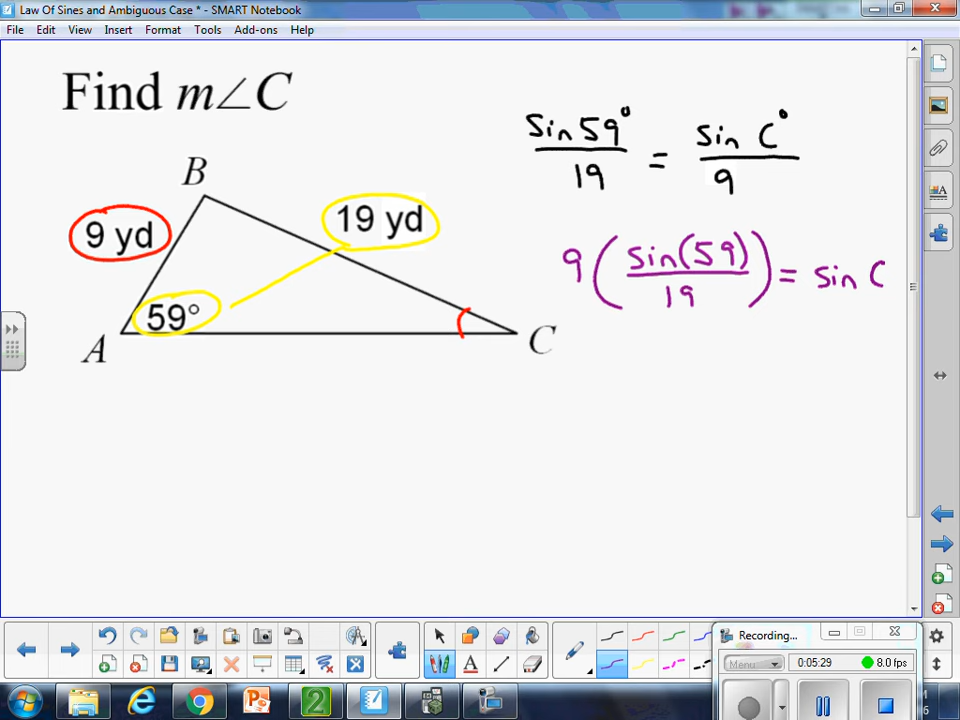 Law Of Sines and Ambiguous Case * - SMART Notebook
File Edit View Insert Format Tools Add-ons Help
Find m∠C
sin 59° / 19 = sin C° / 9
B
9 yd
19 yd
9 ( sin(59) / 19 ) = sin C
59°
A
C
Recording...
Menu
0:05:29
8.0 fps